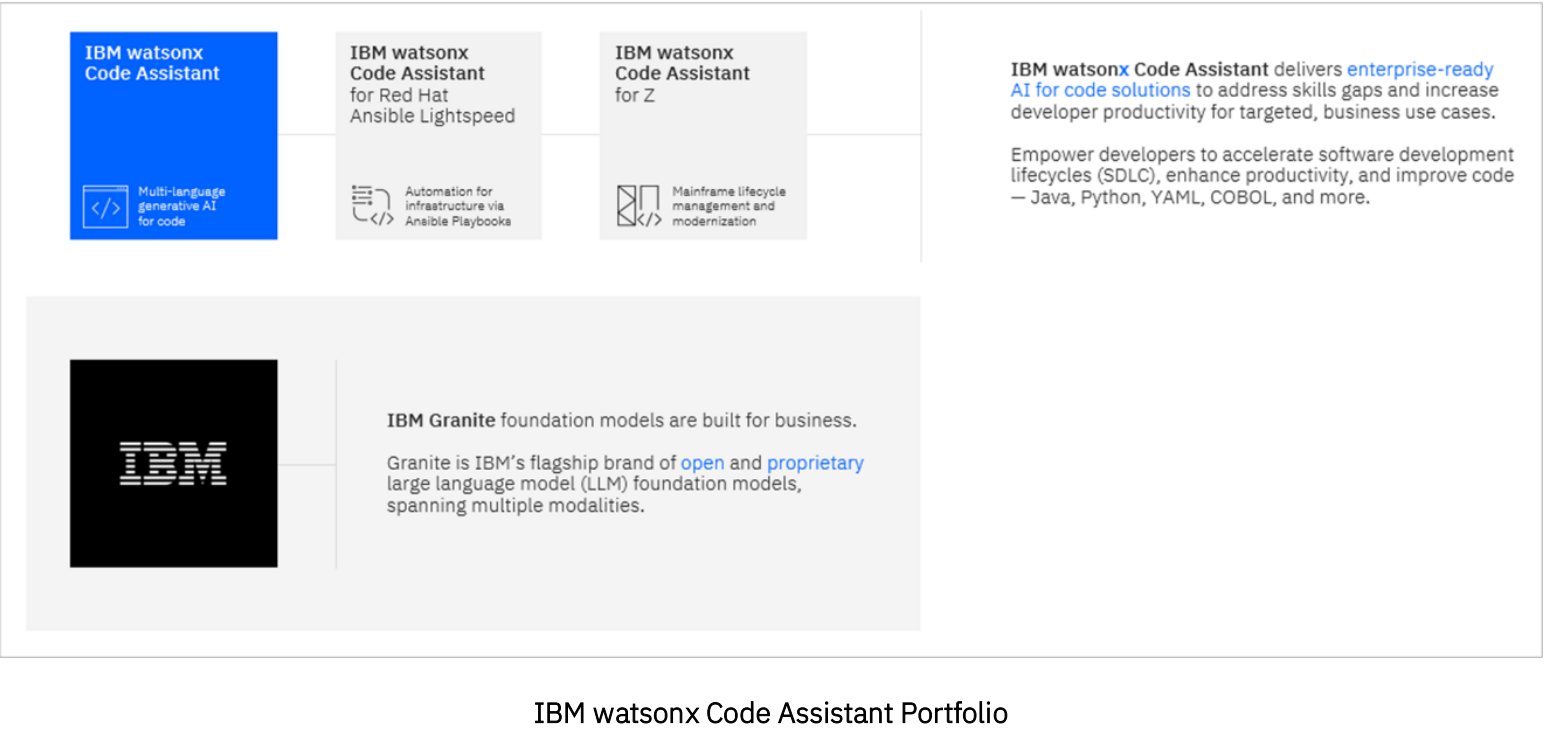 IBM watsonx
Code Assistant
Multi-language
generative AI
for code
IBM watsonx
Code Assistant
for Red Hat
Ansible Lightspeed
Automation for
infrastructure via
Ansible Playbooka
IBM watsonx
Code Assistant
for Z
Mainframe lifecycle
management and
modernization
IBM watsonx Code Assistant delivers enterprise-ready
AI for code solutions to address skills gaps and increase
developer productivity for targeted, business use cases.
Empower developers to accelerate software development
lifecycles (SDLC), enhance productivity, and improve code
— Java, Python, YAML, COBOL, and more.
IBM
IBM Granite foundation models are built for business.
Granite is IBM's flagship brand of open and proprietary
large language model (LLM) foundation models,
spanning multiple modalities.
IBM watsonx Code Assistant Portfolio